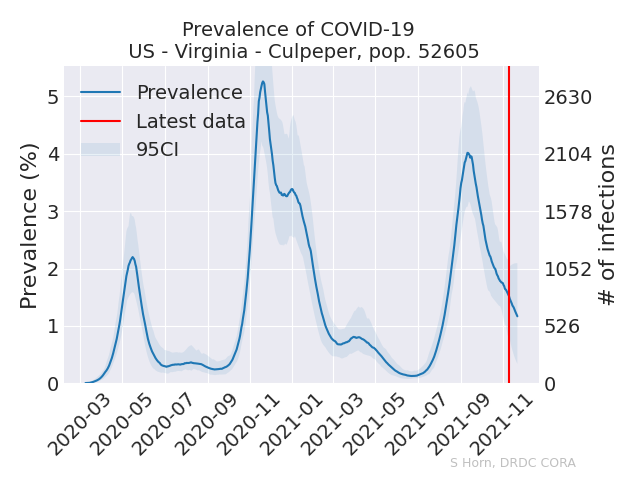 Prevalence of COVID-19
US - Virginia - Culpeper, pop. 52605
Prevalence
Latest data
95CI
Prevalence (%)
5
4
3
2
1
0
2630
2104
1578
1052
526
0
# of infections
2020-03
2020-05
2020-07
2020-09
2020-11
2021-01
2021-03
2021-05
2021-07
2021-09
2021-11
S Horn, DRDC CORA